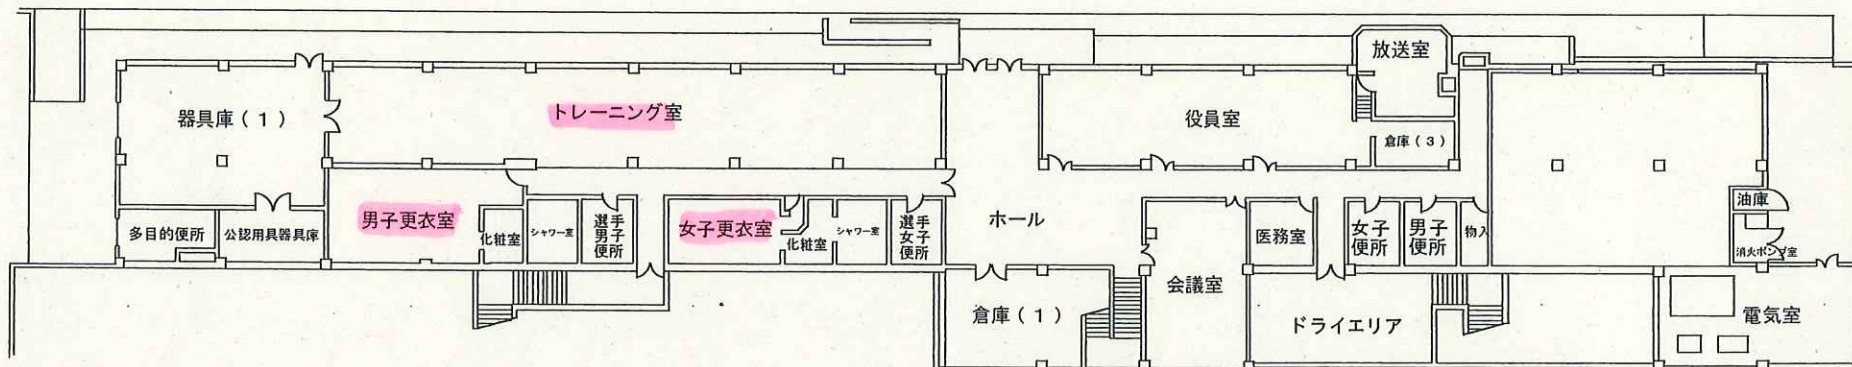 放送室
器具庫(1)
トレーニング室
役員室
倉庫(3)
多目的便所
公認用具器具庫
男子更衣室
化粧室
シャワー室
選手
男子
便所
女子更衣室
化粧室
シャワー室
選手
女子
便所
ホール
会議室
医務室
女子
便所
男子
便所
物入
油庫
消火ポンプ室
倉庫(1)
ドライエリア
電気室